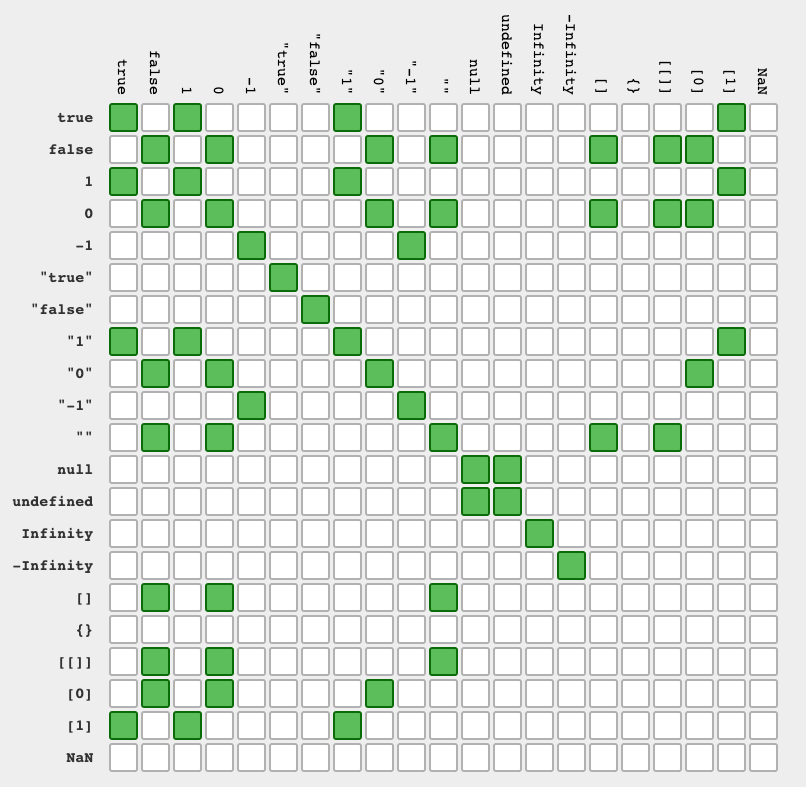 true
false
1
0
-1
"true"
"false"
"1"
"0"
"-1"
""
null
undefined
Infinity
-Infinity
[]
{}
[[]]
[0]
[1]
NaN
true
false
1
0
-1
"true"
"false"
"1"
"0"
"-1"
""
null
undefined
Infinity
-Infinity
[]
{}
[[]]
[0]
[1]
NaN